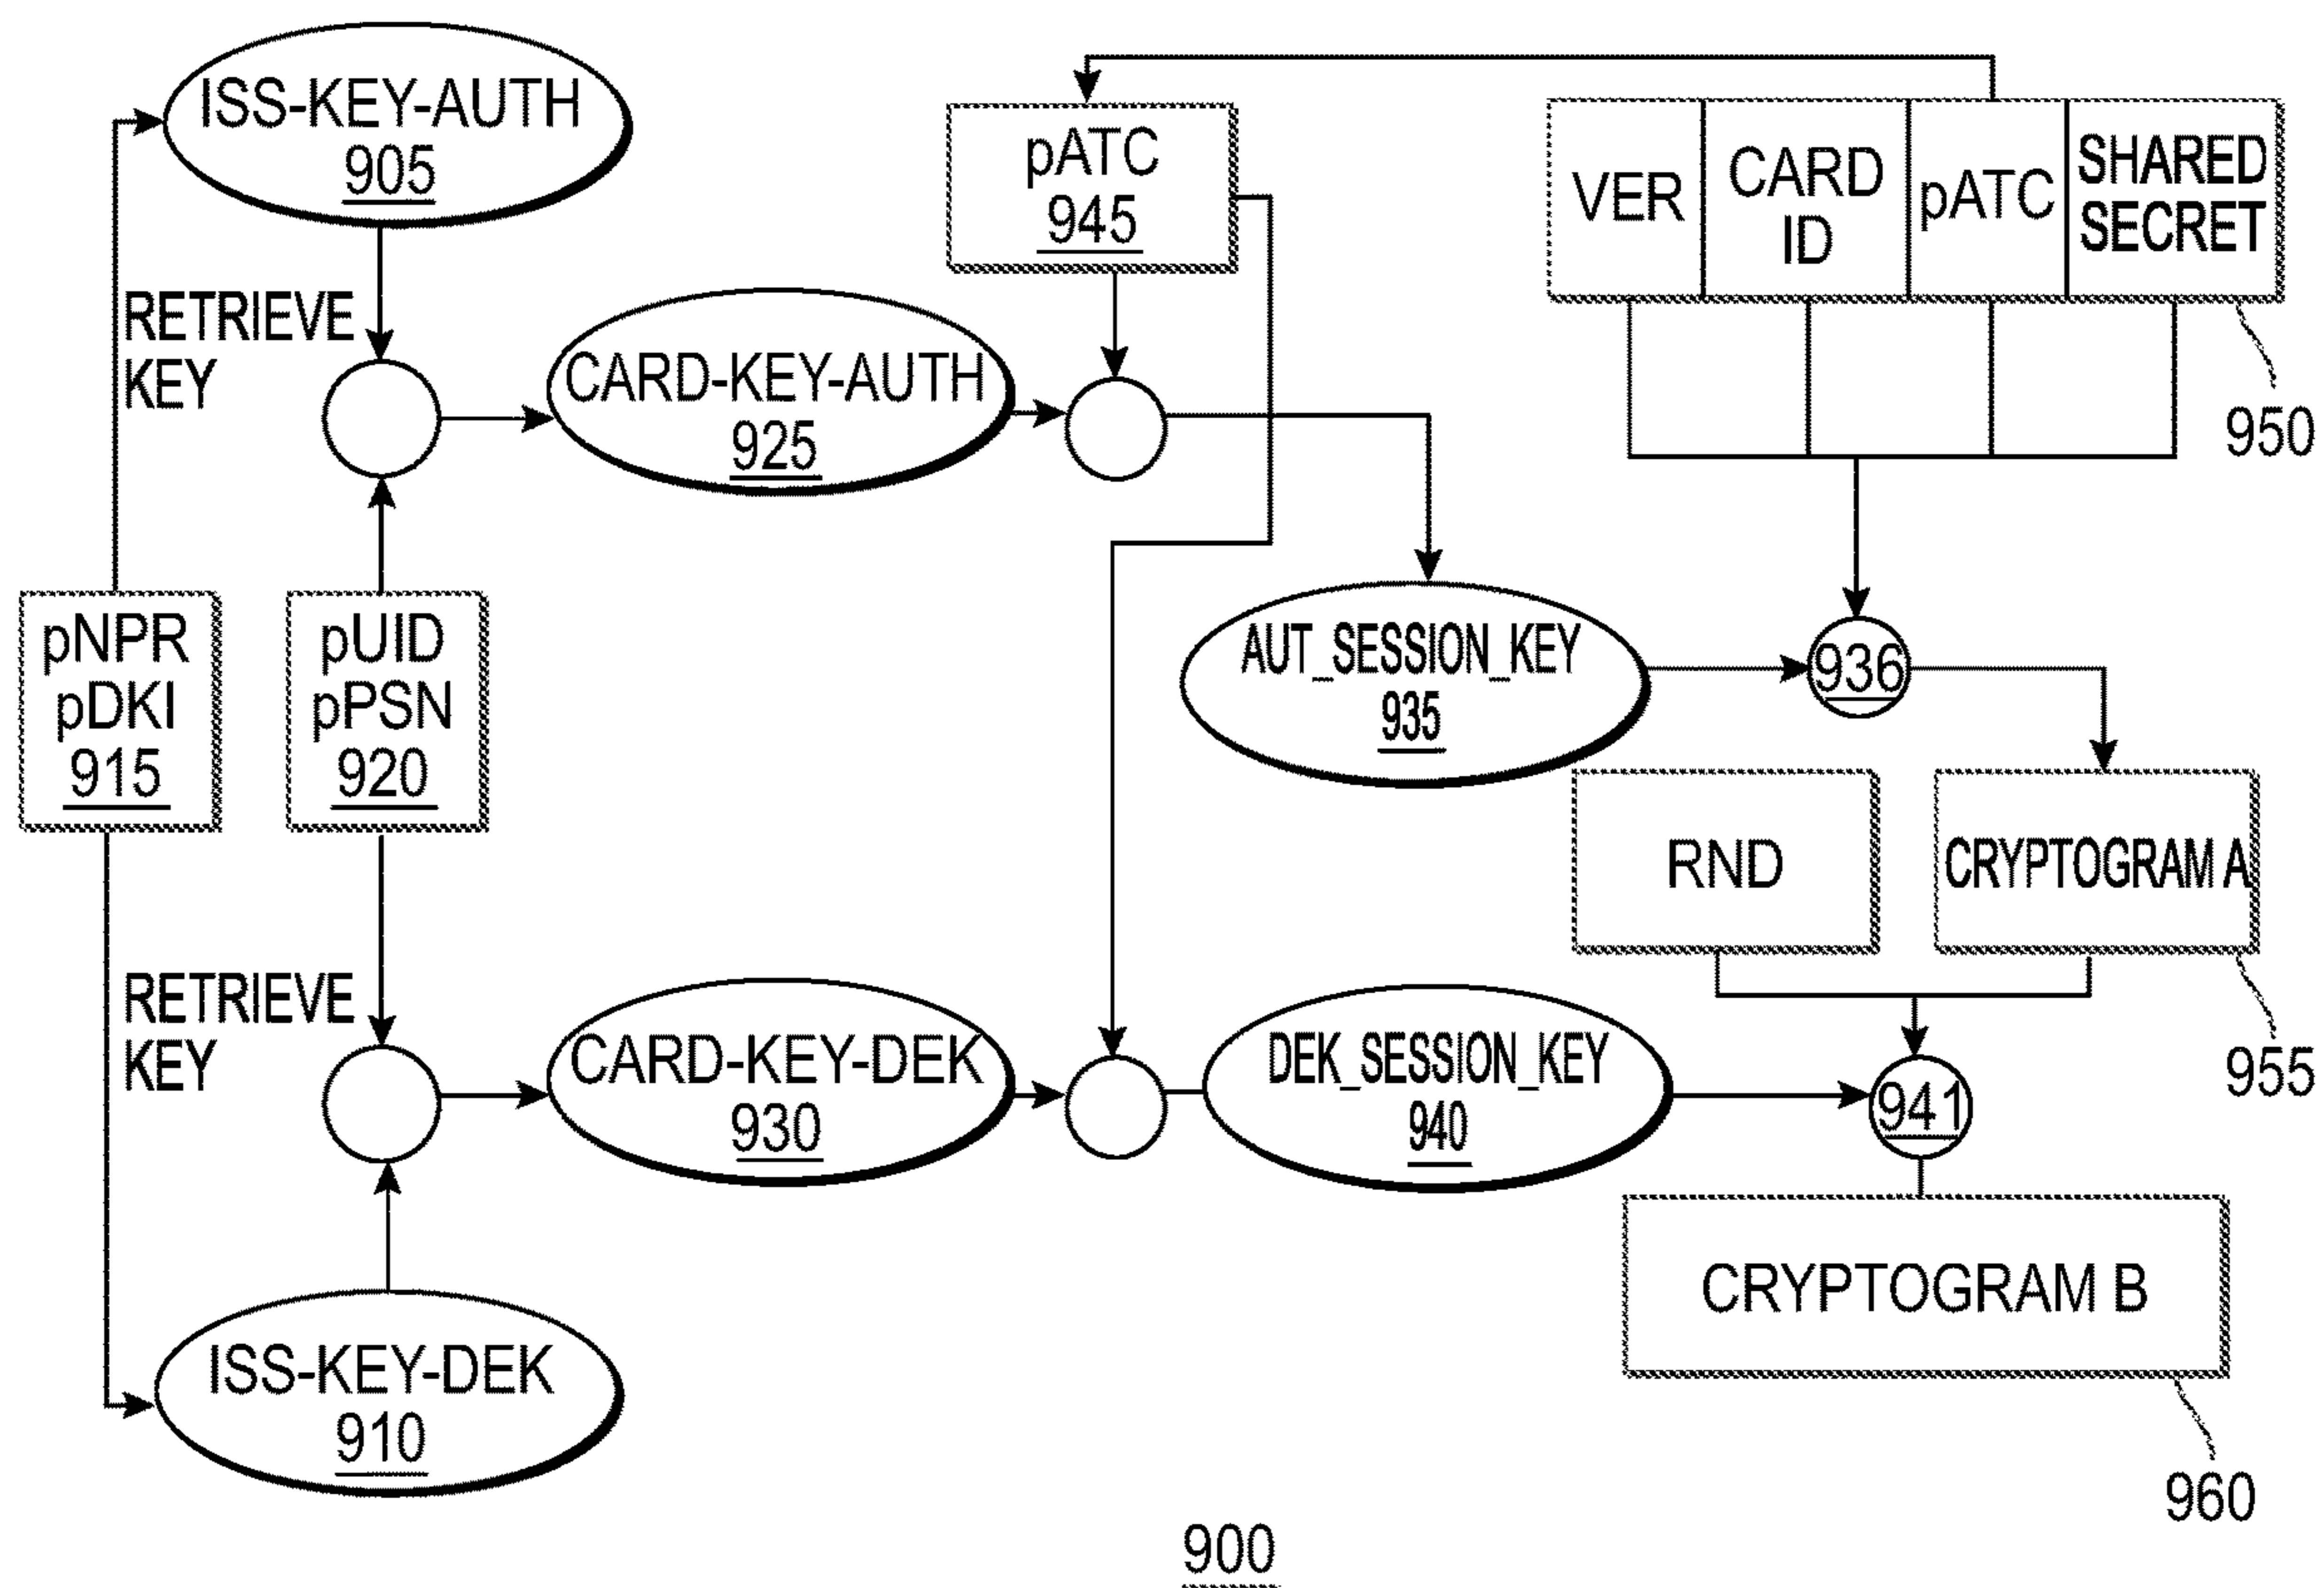 ISS-KEY-AUTH
905
RETRIEVE
KEY
pATC
945
VER
CARD
ID
pATC
SHARED
SECRET
950
CARD-KEY-AUTH
925
pNPR
pDKI
915
pUID
pPSN
920
AUT_SESSION_KEY
935
936
RND
CRYPTOGRAM A
955
RETRIEVE
KEY
CARD-KEY-DEK
930
DEK_SESSION_KEY
940
941
CRYPTOGRAM B
960
ISS-KEY-DEK
910
900